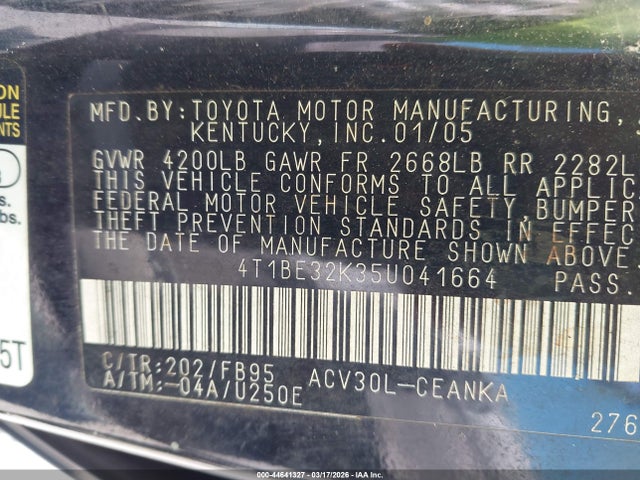 ON
ULE
NTS
s.
bs.
5T
MFD.BY:TOYOTA MOTOR MANUFACTURING,
KENTUCKY,INC.01/05
GVWR 4200LB GAWR FR 2668LB RR 2282L
THIS VEHICLE CONFORMS TO ALL APPLIC
FEDERAL MOTOR VEHICLE SAFETY,BUMPER
THEFT PREVENTION STANDARDS IN EFFEC
THE DATE OF MANUFACTURE SHOWN ABOVE.
4T1BE32K35U041664 PASS.
C/TR:202/FB95 ACV30L-CEANKA
A/TM:-04A/U250E
276
000-44641327 - 03/17/2026 - IAAI.com